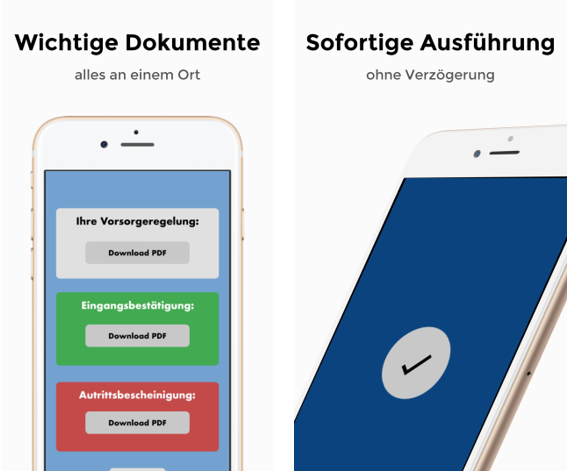 Wichtige Dokumente
alles an einem Ort
Ihre Vorsorgeregelung:
Download PDF
Eingangsbestätigung:
Download PDF
Autrittsbescheinigung:
Download PDF
Sofortige Ausführung
ohne Verzögerung